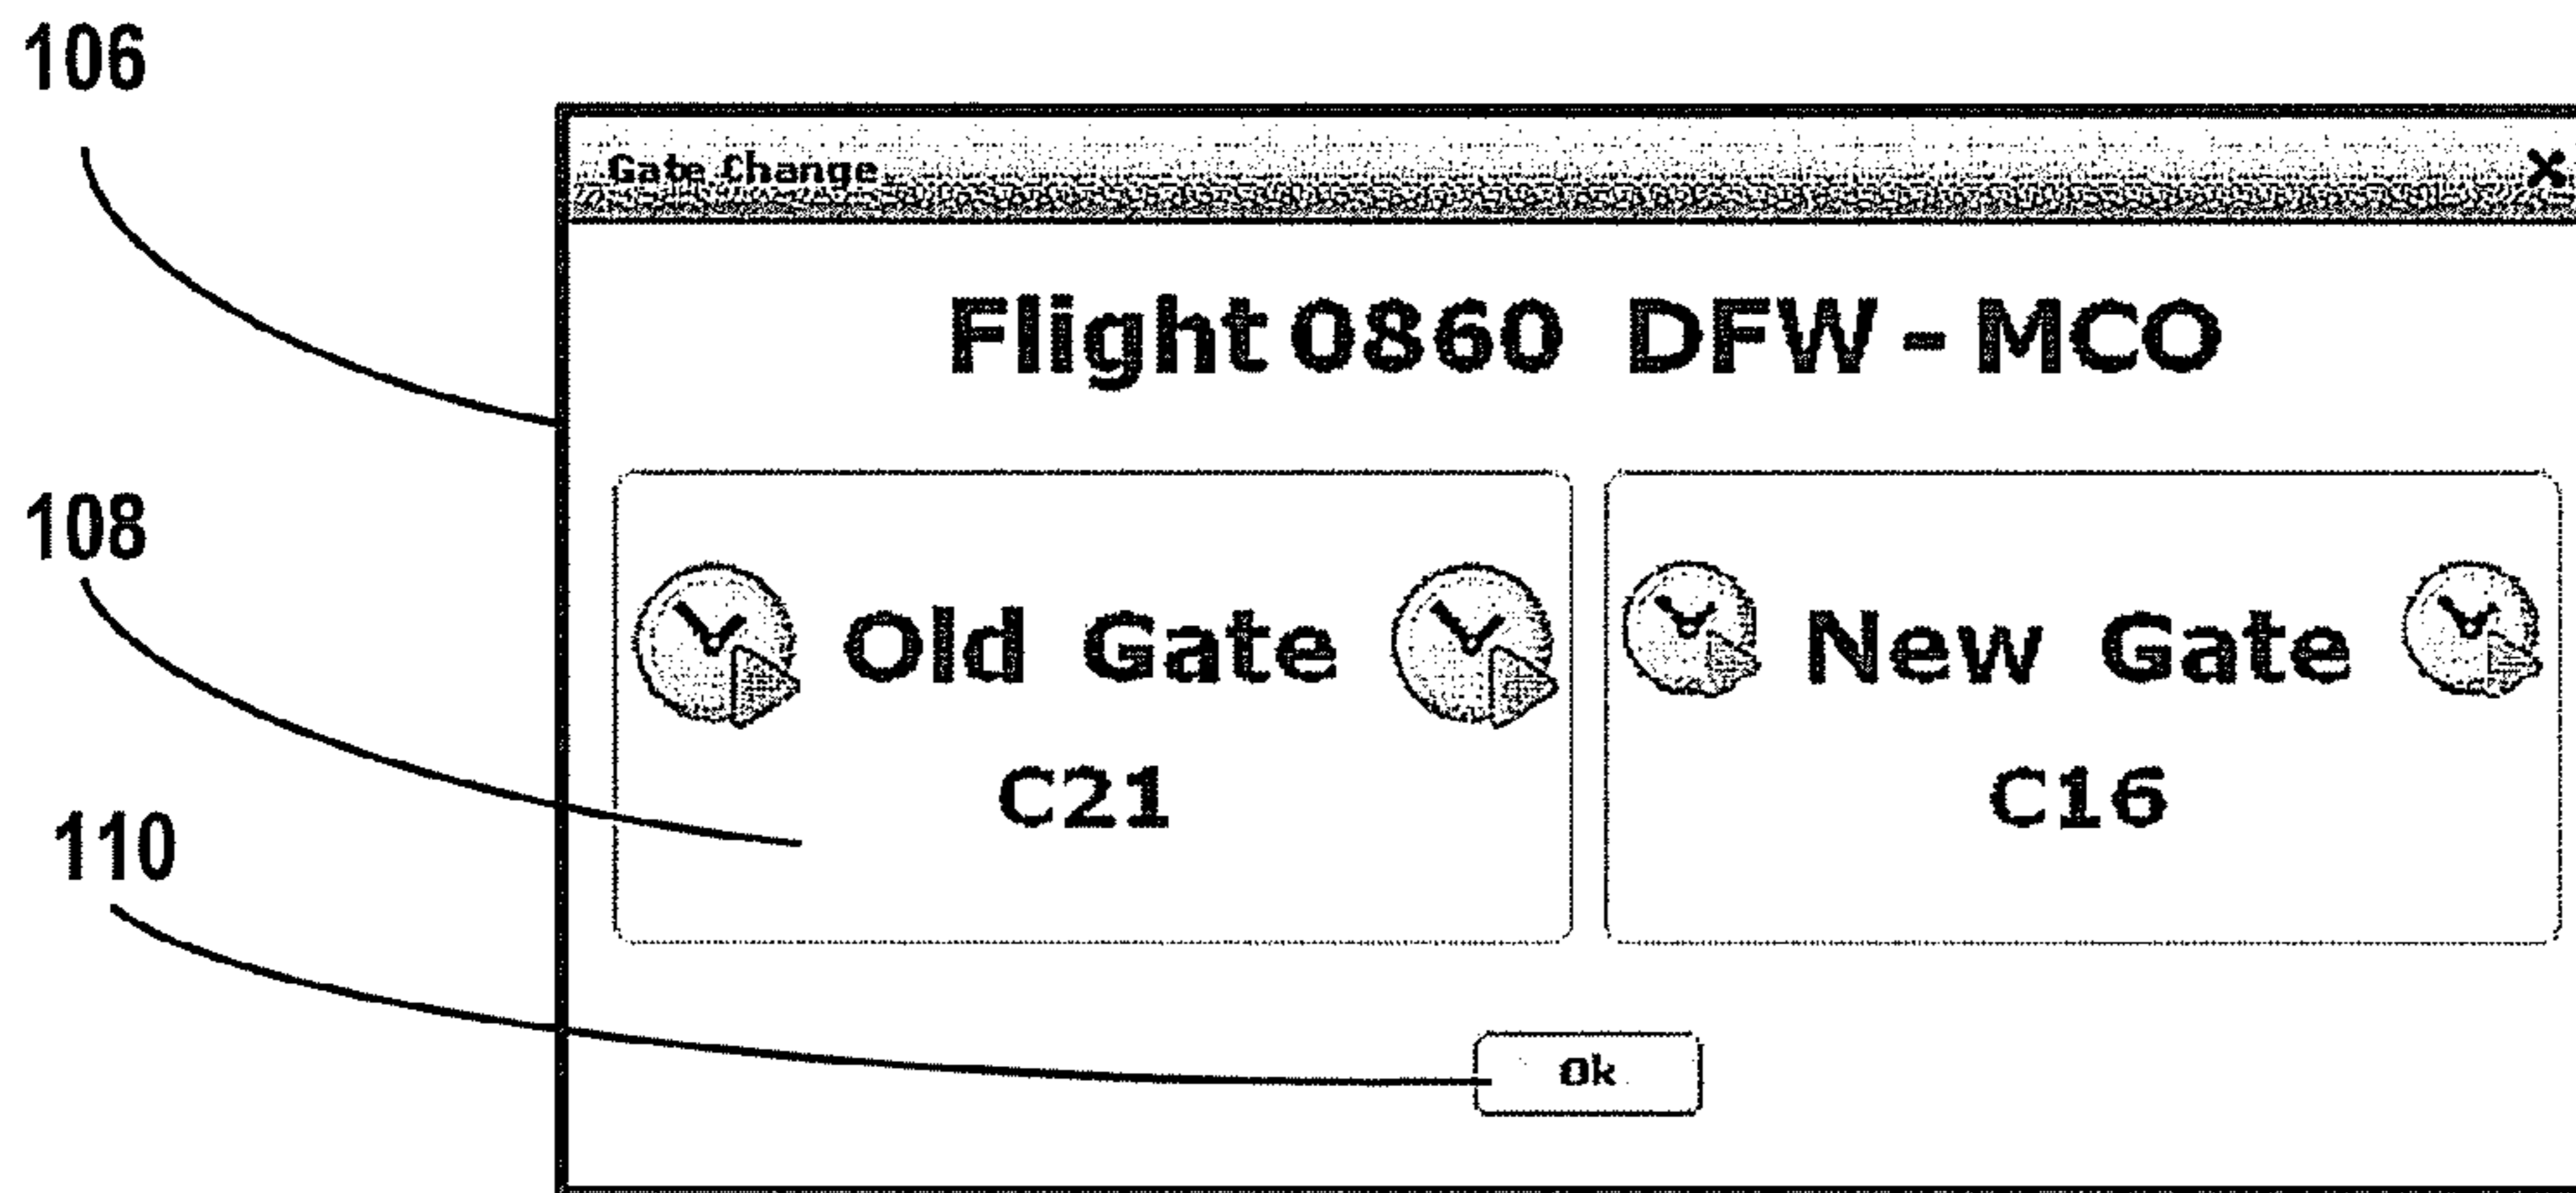 106
Gate Change
X
Flight 0860 DFW - MCO
108
Old Gate
C21
New Gate
C16
110
Ok